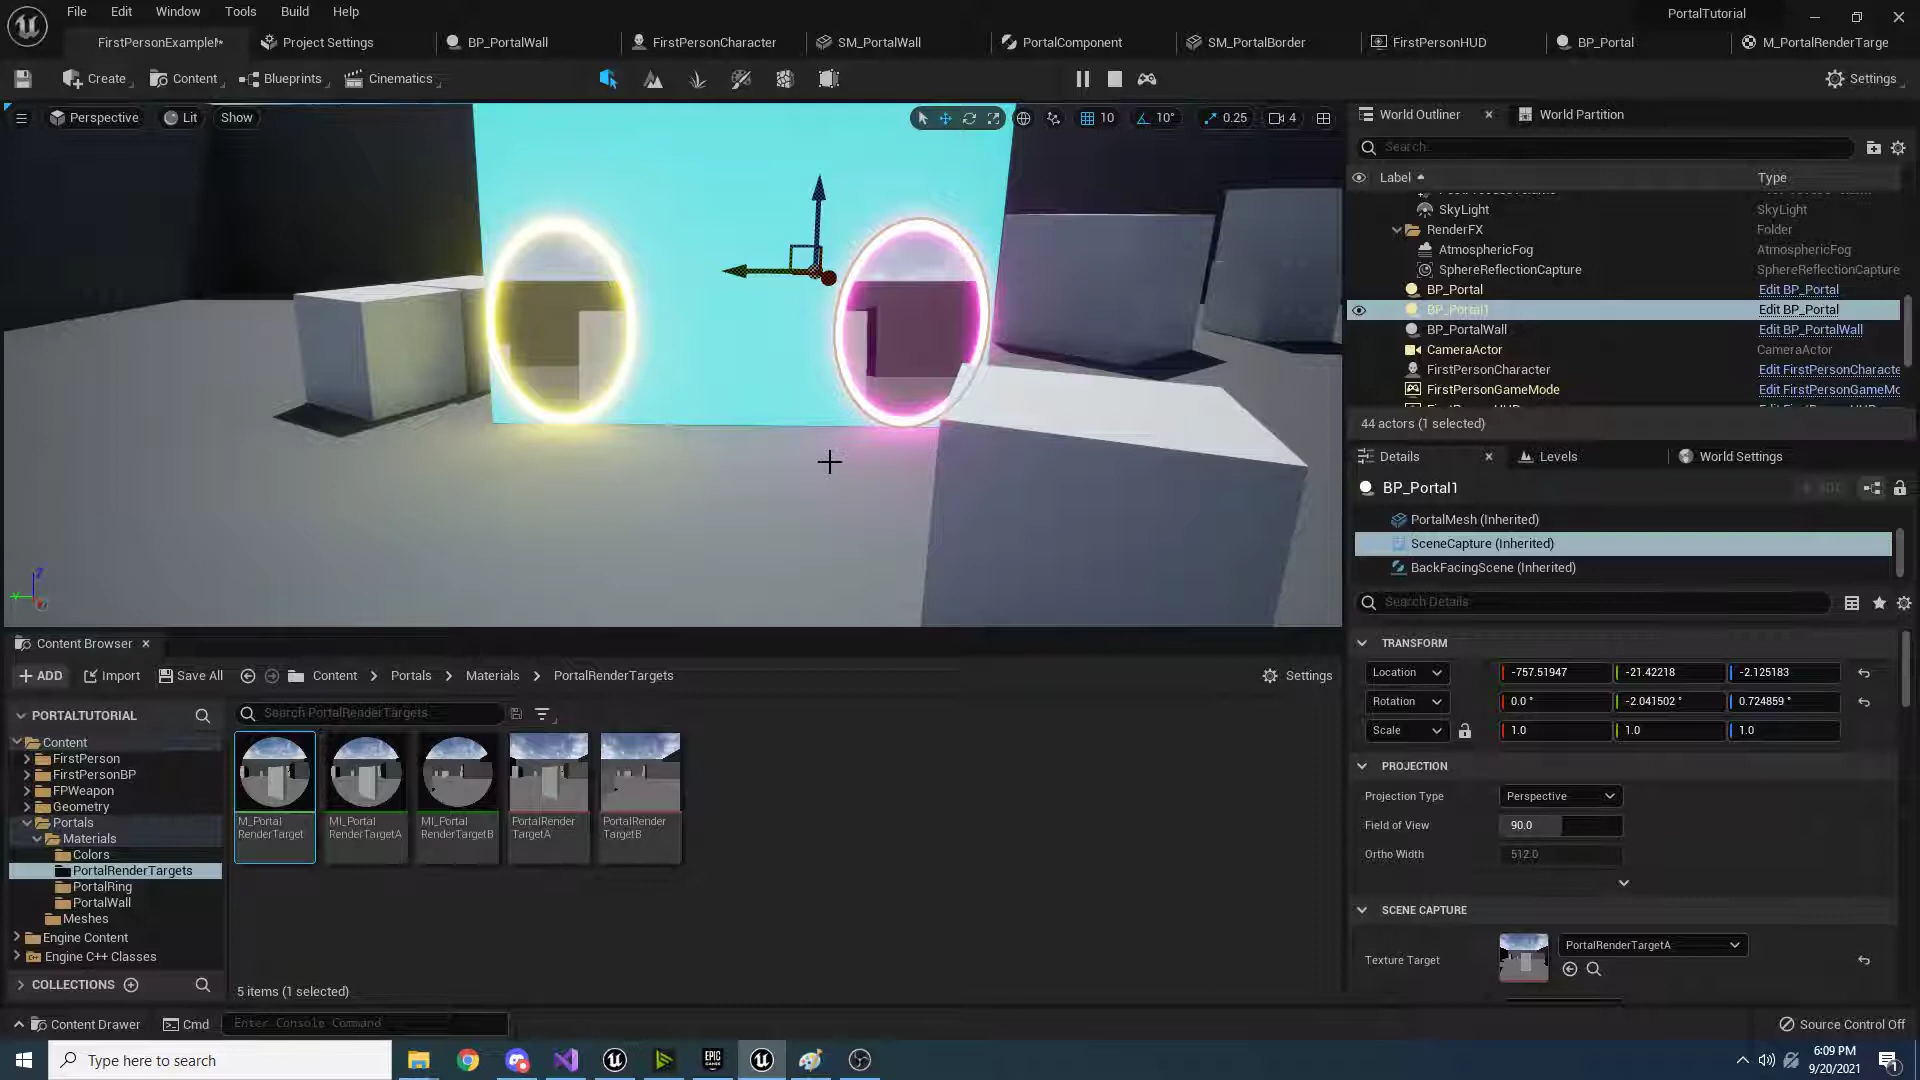 File Edit Window Tools Build Help
PortalTutorial
FirstPersonExample* Project Settings BP_PortalWall FirstPersonCharacter SM_PortalWall PortalComponent SM_PortalBorder FirstPersonHUD BP_Portal M_PortalRenderTarge
Create Content Blueprints Cinematics Settings
Perspective Lit Show 10 10° 0.25 4
World Outliner World Partition
Search...
Label Type
SkyLight SkyLight
RenderFX Folder
AtmosphericFog AtmosphericFog
SphereReflectionCapture SphereReflectionCapture
BP_Portal Edit BP_Portal
BP_Portal1 Edit BP_Portal
BP_PortalWall Edit BP_PortalWall
CameraActor CameraActor
FirstPersonCharacter Edit FirstPersonCharacte
FirstPersonGameMode Edit FirstPersonGameMo
44 actors (1 selected)
Details Levels World Settings
BP_Portal1
PortalMesh (Inherited)
SceneCapture (Inherited)
BackFacingScene (Inherited)
Search Details
TRANSFORM
Location -757.51947 -21.42218 -2.125183
Rotation 0.0 ° -2.041502 ° 0.724859 °
Scale 1.0 1.0 1.0
PROJECTION
Projection Type Perspective
Field of View 90.0
Ortho Width 512.0
SCENE CAPTURE
Texture Target PortalRenderTargetA
Z
Content Browser
ADD Import Save All Content Portals Materials PortalRenderTargets Settings
PORTALTUTORIAL
Search PortalRenderTargets
Content
FirstPerson
FirstPersonBP
FPWeapon
Geometry
Portals
Materials
Colors
PortalRenderTargets
PortalRing
PortalWall
Meshes
Engine Content
Engine C++ Classes
COLLECTIONS
M_Portal
RenderTarget
MI_Portal
RenderTargetA
MI_Portal
RenderTargetB
PortalRender
TargetA
PortalRender
TargetB
5 items (1 selected)
Content Drawer Cmd Enter Console Command Source Control Off
Type here to search
EPIC
GAMES
6:09 PM
9/20/2021
1